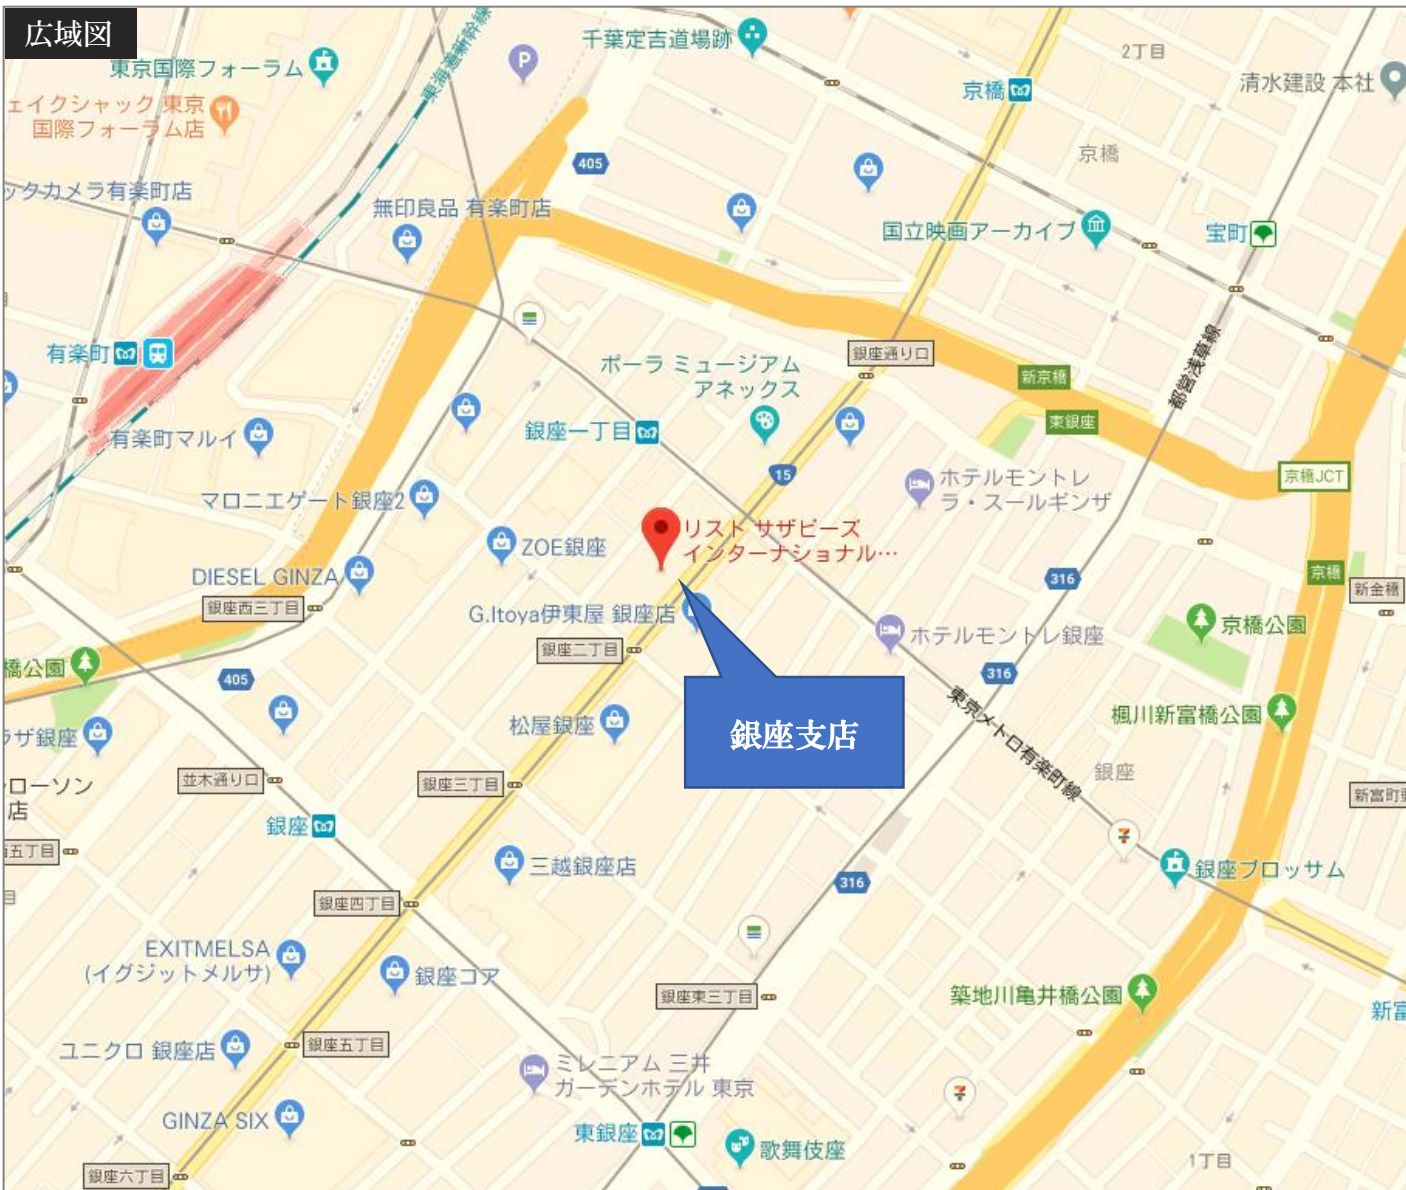 広域図
東京国際フォーラム
東海道新幹線
千葉定吉道場跡
2丁目
京橋
清水建設 本社
ェイクシャック 東京
国際フォーラム店
405
京橋
ックカメラ有楽町店
無印良品 有楽町店
国立映画アーカイブ
宝町
有楽町
銀座通り口
ポーラ ミュージアム
アネックス
新京橋
都営浅草線
東銀座
銀座一丁目
有楽町マルイ
15
京橋JCT
ホテルモントレ
ラ・スールギンザ
マロニエゲート銀座2
リスト サザビーズ
インターナショナル…
ZOE銀座
DIESEL GINZA
316
京橋
新金橋
銀座西三丁目
G.Itoya伊東屋 銀座店
京橋公園
ホテルモントレ銀座
銀座二丁目
橋公園
405
316
東京メトロ有楽町線
楓川新富橋公園
松屋銀座
銀座支店
ラザ銀座
銀座
並木通り口
銀座三丁目
ローソン
店
新富町
銀座
五丁目
三越銀座店
316
銀座ブロッサム
目
銀座四丁目
EXITMELSA
(イグジットメルサ)
銀座コア
銀座東三丁目
築地川亀井橋公園
新富
ユニクロ 銀座店
銀座五丁目
ミレニアム 三井
ガーデンホテル 東京
GINZA SIX
東銀座
歌舞伎座
1丁目
銀座六丁目